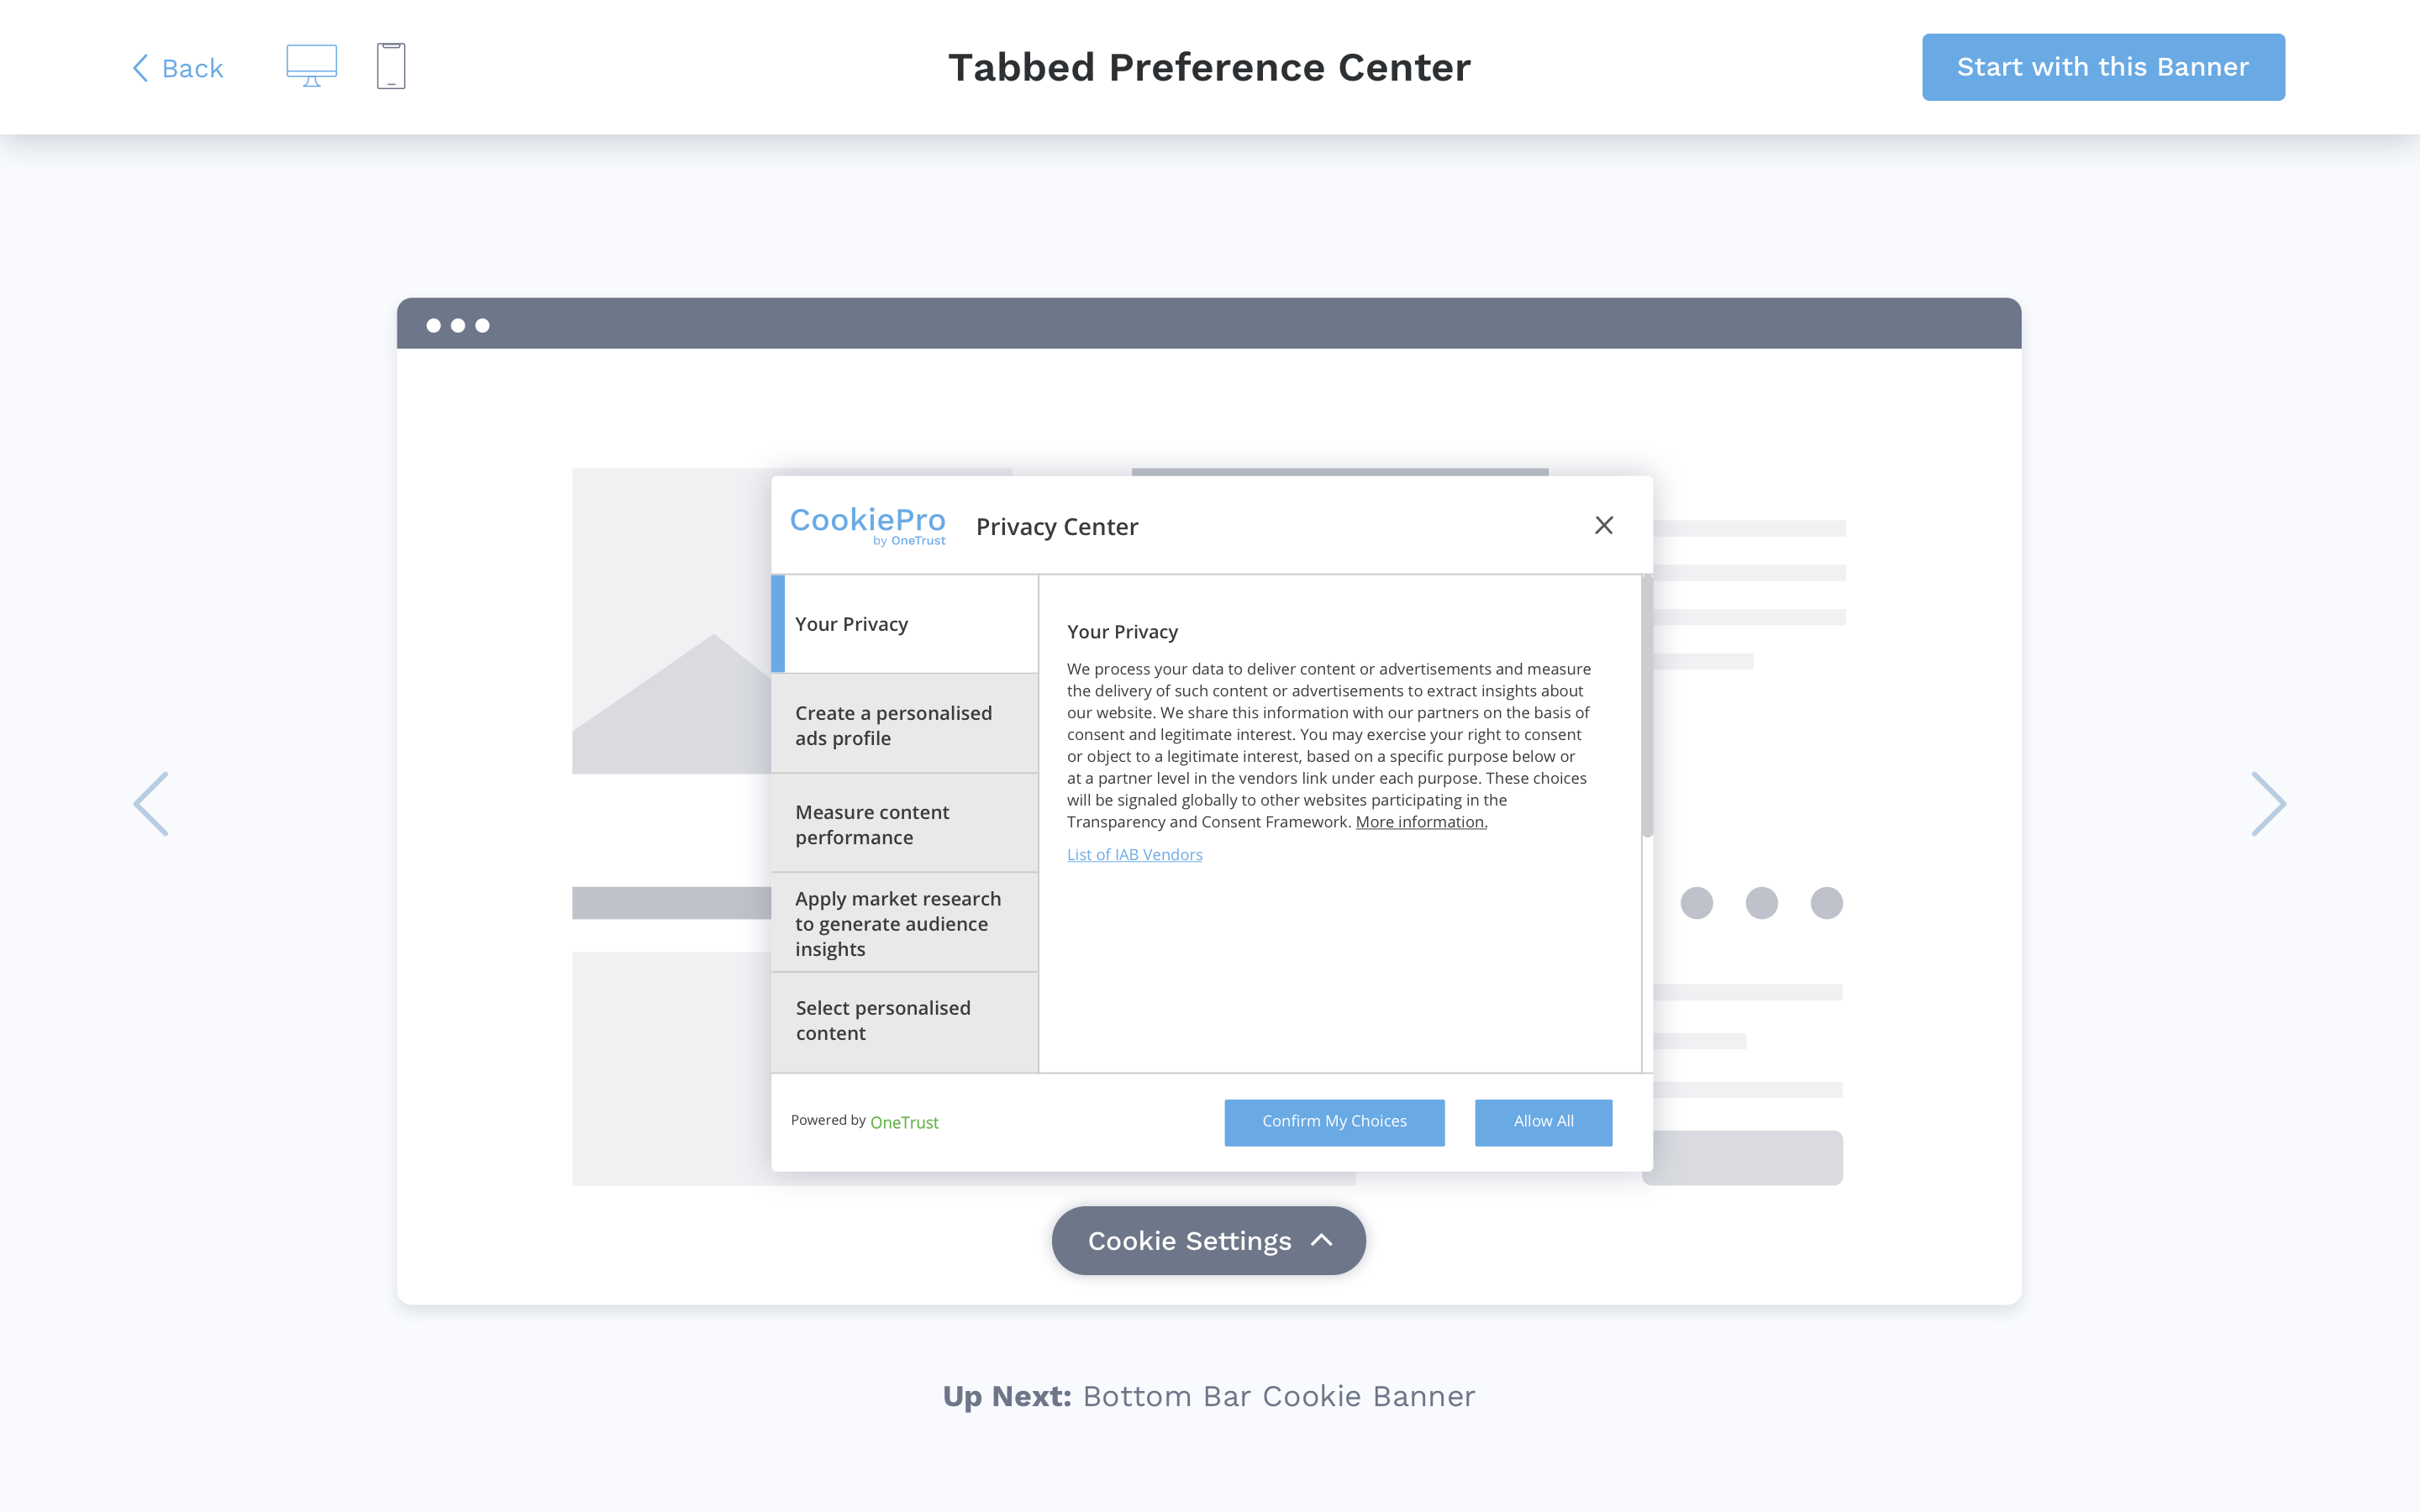 Back
Tabbed Preference Center
Start with this Banner
CookiePro
by OneTrust
Privacy Center
Your Privacy
Create a personalised
ads profile
Measure content
performance
Apply market research
to generate audience
insights
Select personalised
content
Your Privacy
We process your data to deliver content or advertisements and measure
the delivery of such content or advertisements to extract insights about
our website. We share this information with our partners on the basis of
consent and legitimate interest. You may exercise your right to consent
or object to a legitimate interest, based on a specific purpose below or
at a partner level in the vendors link under each purpose. These choices
will be signaled globally to other websites participating in the
Transparency and Consent Framework. More information.
List of IAB Vendors
Powered by OneTrust
Confirm My Choices
Allow All
Cookie Settings
Up Next: Bottom Bar Cookie Banner